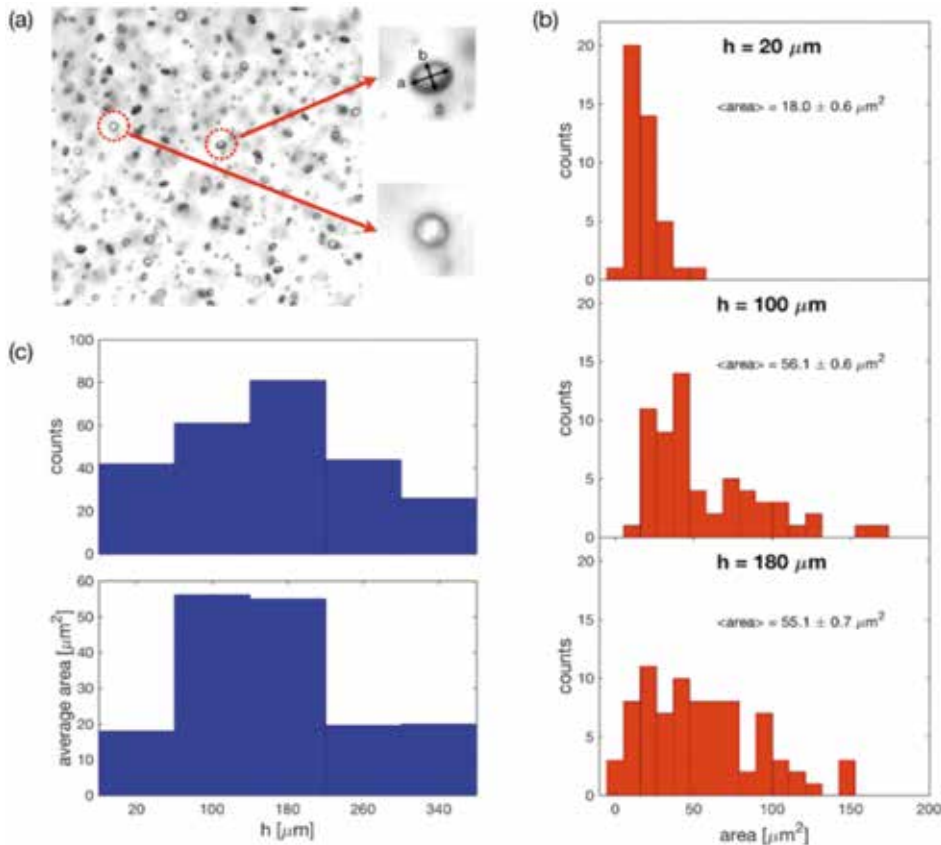 (a)
b
a
(b)
h = 20 μm
<area> = 18.0 ± 0.6 μm²
20
15
10
5
0
counts
h = 100 μm
<area> = 56.1 ± 0.6 μm²
20
15
10
5
0
counts
h = 180 μm
<area> = 55.1 ± 0.7 μm²
20
15
10
5
0
counts
0 50 100 150 200
area [μm²]
(c)
100
80
60
40
20
0
counts
60
50
40
30
20
10
0
average area [μm²]
20 100 180 260 340
h [μm]